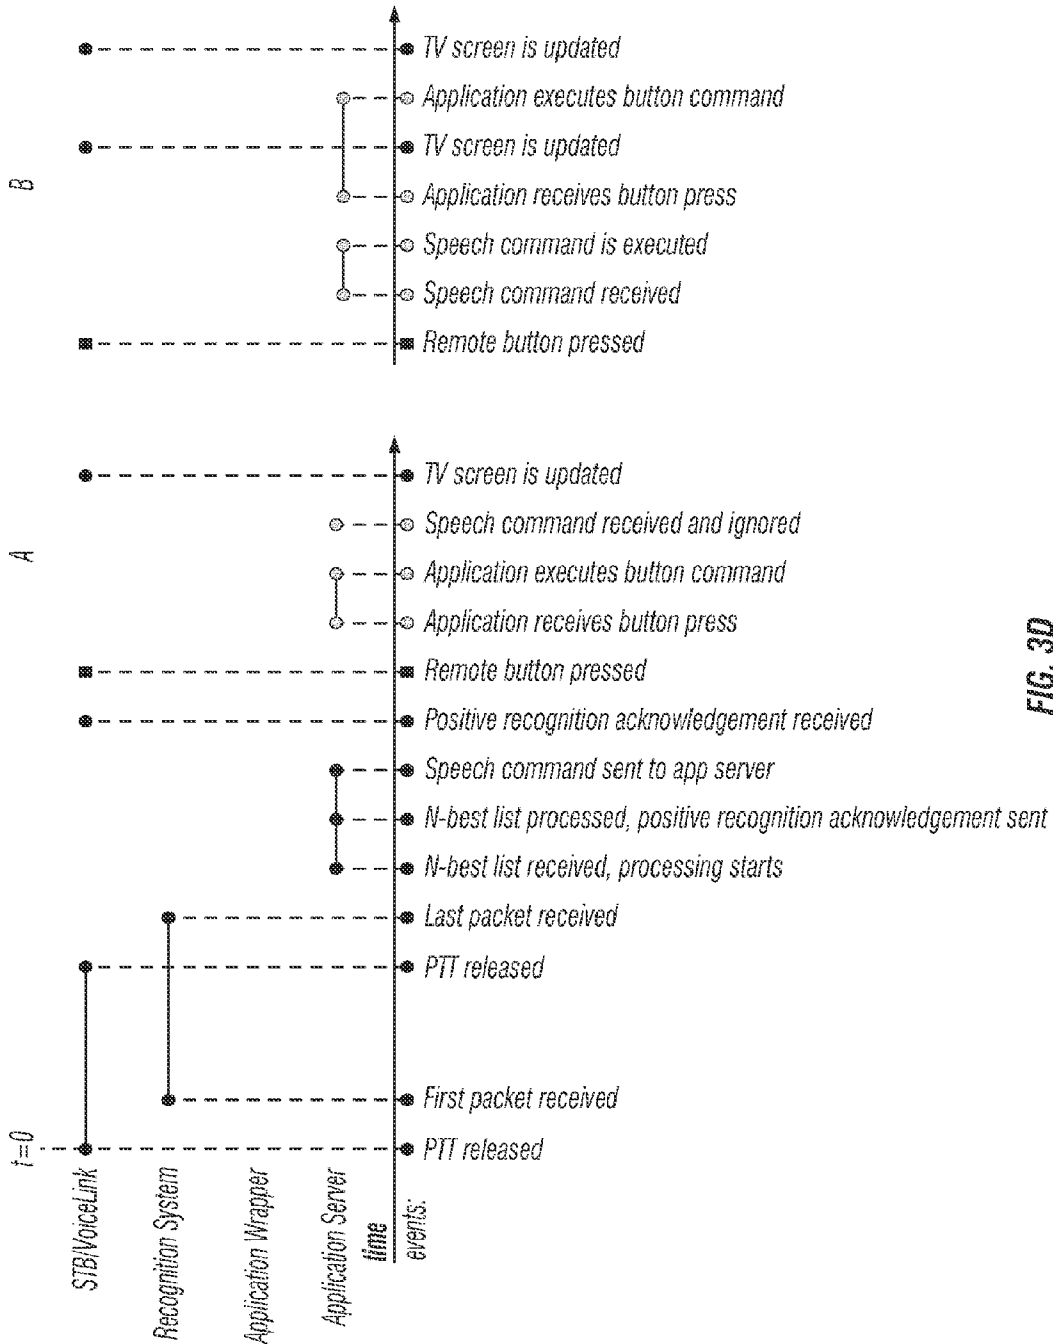 B
TV screen is updated
Application executes button command
TV screen is updated
Application receives button press
Speech command is executed
Speech command received
Remote button pressed
A
TV screen is updated
Speech command received and ignored
Application executes button command
Application receives button press
Remote button pressed
Positive recognition acknowledgement received
Speech command sent to app server
N-best list processed, positive recognition acknowledgement sent
N-best list received, processing starts
Last packet received
PTT released
First packet received
PTT released
t=0
STB/VoiceLink
Recognition System
Application Wrapper
Application Server
time
events:
FIG. 3D